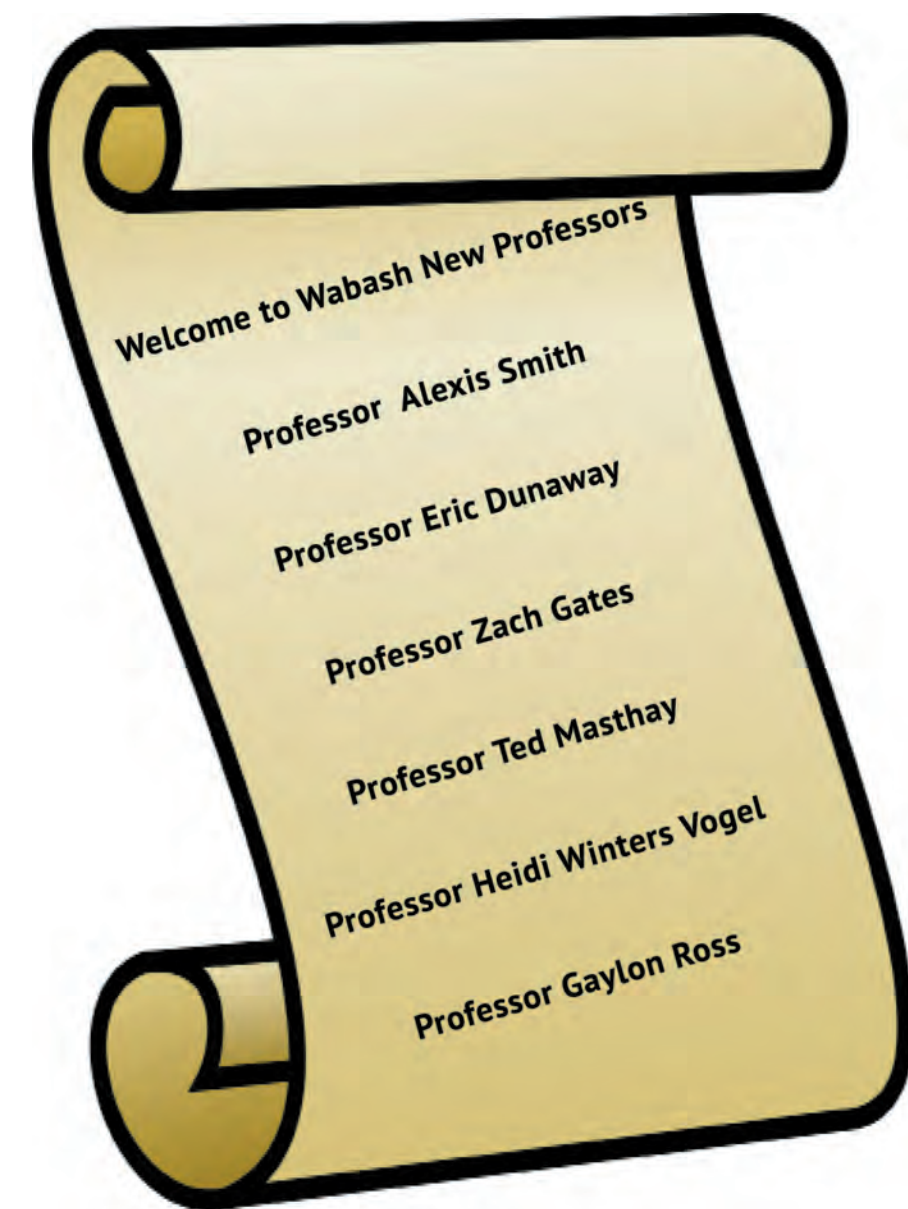 Welcome to Wabash New Professors
Professor Alexis Smith
Professor Eric Dunaway
Professor Zach Gates
Professor Ted Masthay
Professor Heidi Winters Vogel
Professor Gaylon Ross